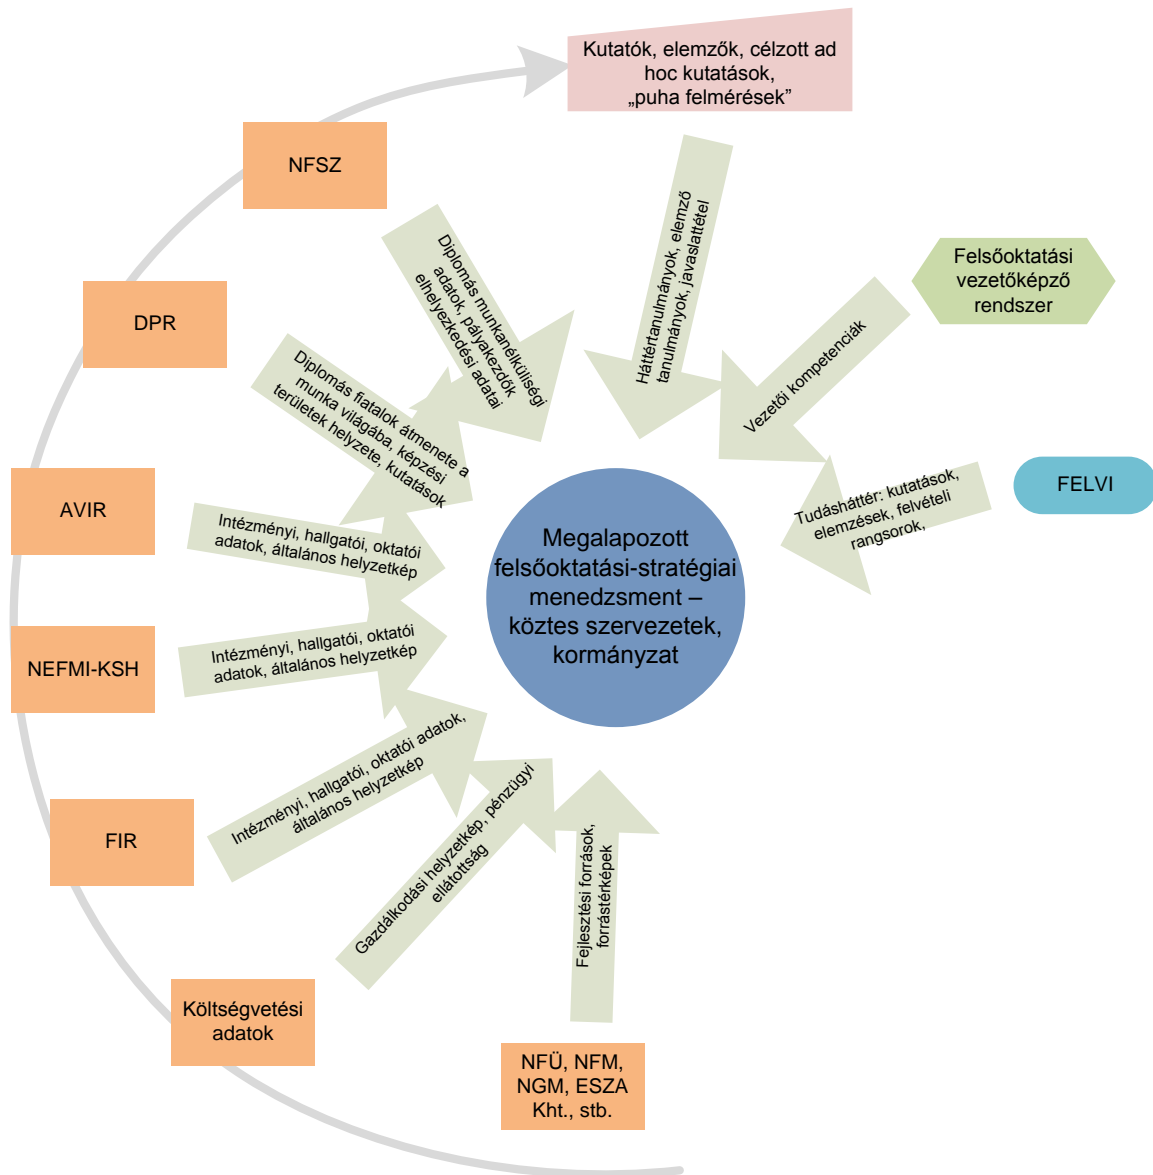 Kutatók, elemzők, célzott ad
hoc kutatások,
„puha felmérések”
NFSZ
Diplomás munkanélküliségi
adatok, pályakezdők
elhelyezkedési adatai
Háttértanulmányok, elemző
tanulmányok, javaslattétel
Felsőoktatási
vezetőképző
rendszer
Vezetői kompetenciák
DPR
Diplomás fiatalok átmenete a
munka világába, képzési
területek helyzete, kutatások
FELVI
Tudásháttér: kutatások,
elemzések, felvételi
rangsorok,
AVIR
Intézményi, hallgatói, oktatói
adatok, általános helyzetkép
Megalapozott
felsőoktatási-stratégiai
menedzsment –
köztes szervezetek,
kormányzat
NEFMI-KSH
Intézményi, hallgatói, oktatói
adatok, általános helyzetkép
FIR
Intézményi, hallgatói, oktatói adatok,
általános helyzetkép
Költségvetési
adatok
Gazdálkodási helyzetkép, pénzügyi
ellátottság
Fejlesztési források,
forrástérképek
NFÜ, NFM,
NGM, ESZA
Kht., stb.